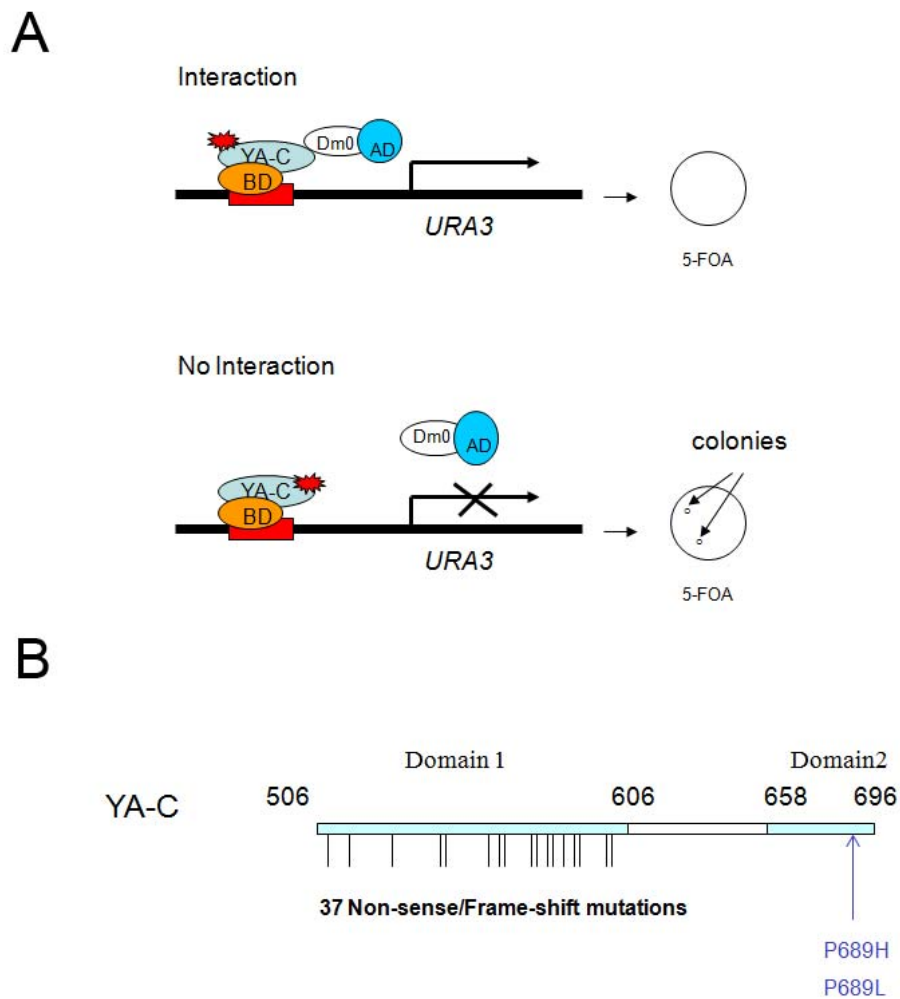 A
Interaction
YA-C
Dm0
AD
BD
URA3
5-FOA
No Interaction
Dm0
AD
colonies
YA-C
BD
URA3
5-FOA
B
Domain 1
Domain2
YA-C
506
606
658
696
37 Non-sense/Frame-shift mutations
P689H
P689L